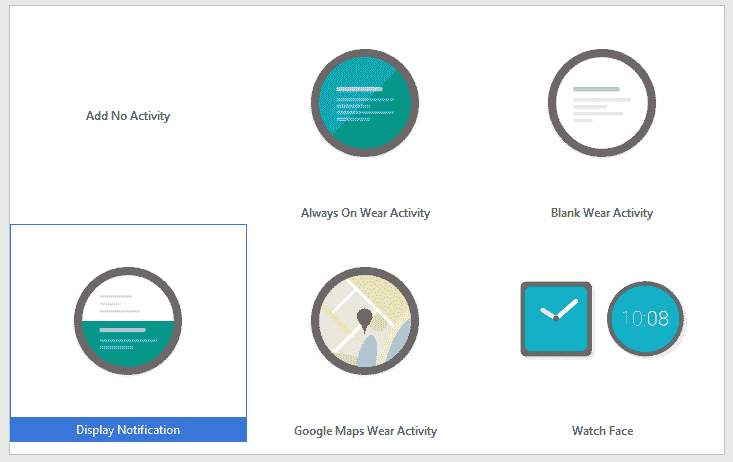 Add No Activity
Always On Wear Activity
Blank Wear Activity
10:08
Display Notification
Google Maps Wear Activity
Watch Face